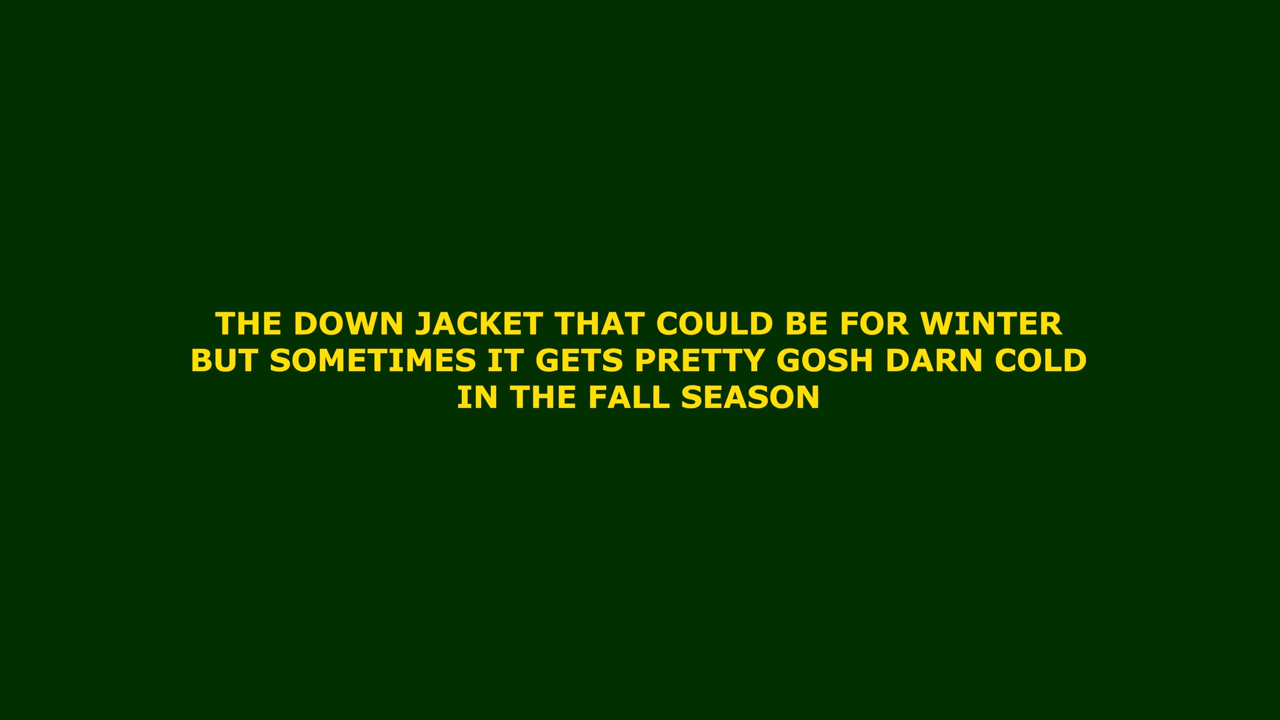 THE DOWN JACKET THAT COULD BE FOR WINTER
BUT SOMETIMES IT GETS PRETTY GOSH DARN COLD
IN THE FALL SEASON